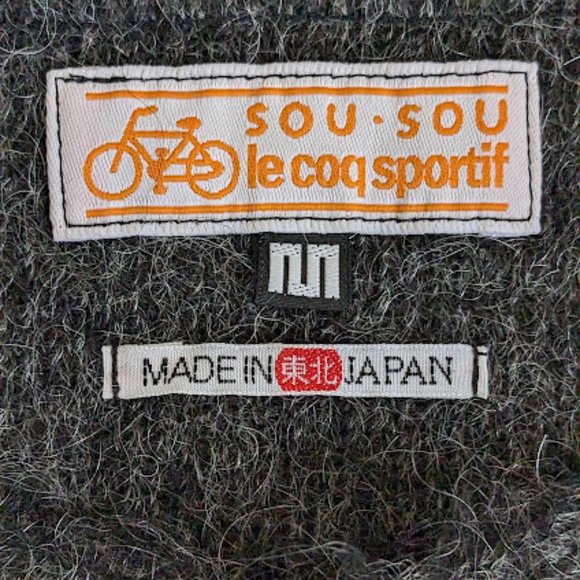 SOU・SOU
le coq sportif
M
MADE IN 東北 JAPAN